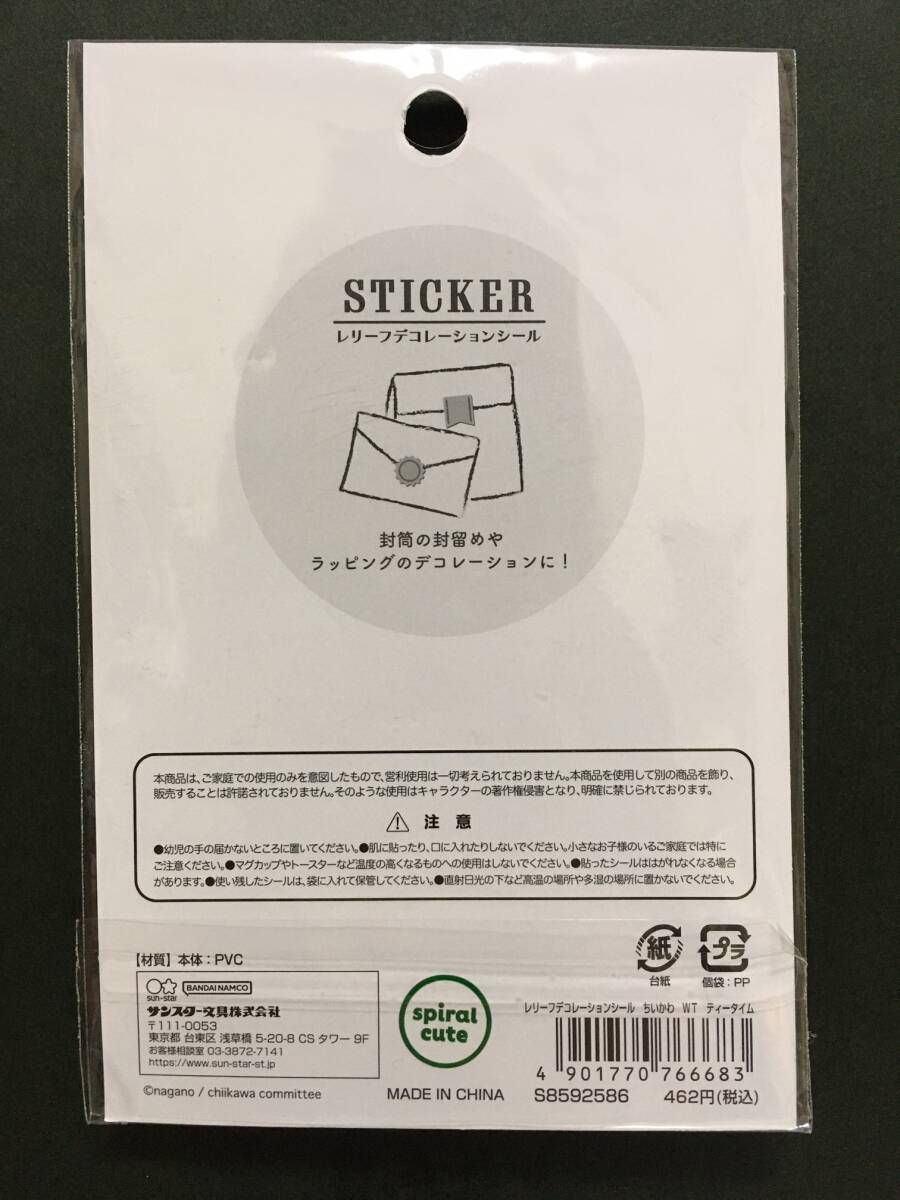 STICKER
レリーフデコレーションシール
封筒の封留めや
ラッピングのデコレーションに!
本商品は、ご家庭での使用のみを意図したもので、営利使用は一切考えられておりません。本商品を使用して別の商品を飾り、
販売することは許諾されておりません。そのような使用はキャラクターの著作権侵害となり、明確に禁じられております。
注意
●幼児の手の届かないところに置いてください。●肌に貼ったり、口に入れたりしないでください。小さなお子様のいるご家庭では特に
ご注意ください。●マグカップやトースターなど温度の高くなるものへの使用はしないでください。●貼ったシールははがれなくなる場合
があります。●使い残したシールは、袋に入れて保管してください。●直射日光の下など高温の場所や多湿の場所に置かないでください。
紙
台紙
プラ
個袋:PP
【材質】本体:PVC
sun-star
BANDAI NAMCO
サンスター文具株式会社
〒111-0053
東京都 台東区 浅草橋 5-20-8 CS タワー 9F
お客様相談室 03-3872-7141
https://www.sun-star-st.jp
©nagano / chiikawa committee
spiral
cute
MADE IN CHINA
レリーフデコレーションシール ちいかわ WT ティータイム
4 901770 766683
S8592586 462円(税込)